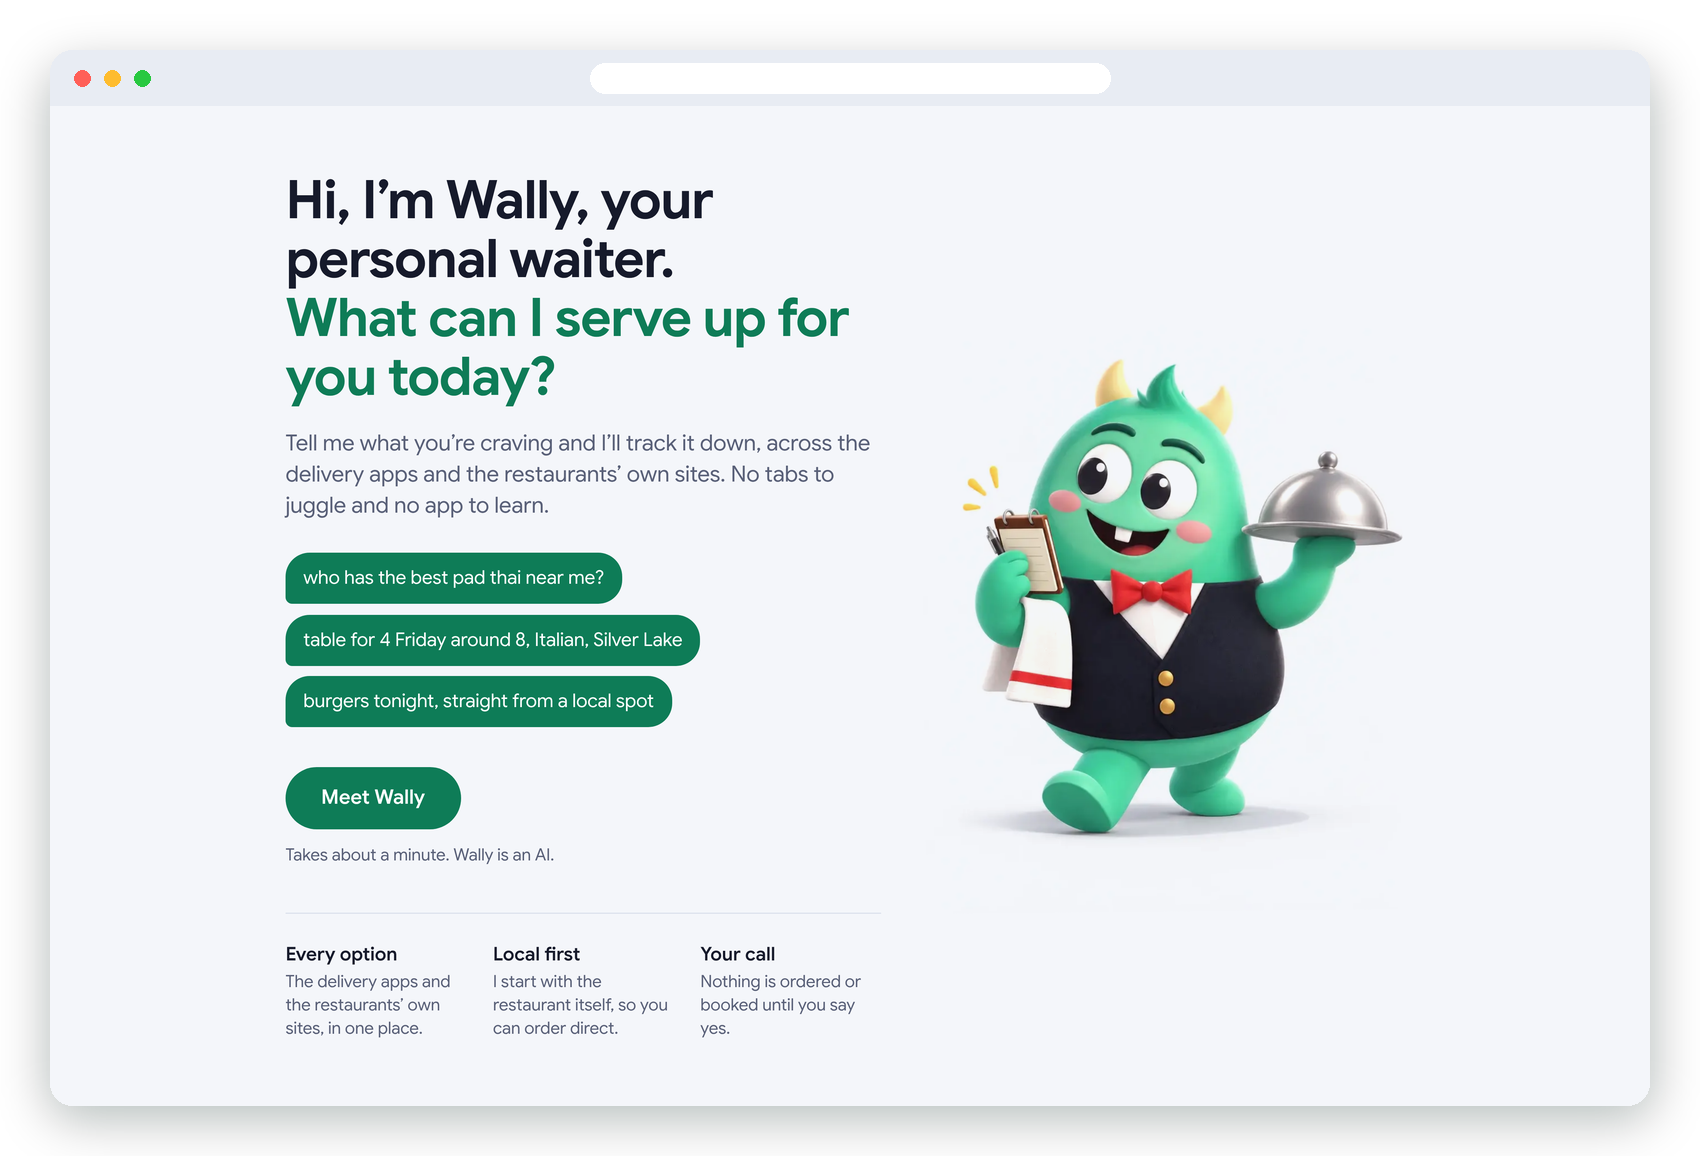 Hi, I’m Wally, your
personal waiter.
What can I serve up for
you today?
Tell me what you’re craving and I’ll track it down, across the
delivery apps and the restaurants’ own sites. No tabs to
juggle and no app to learn.
who has the best pad thai near me?
table for 4 Friday around 8, Italian, Silver Lake
burgers tonight, straight from a local spot
Meet Wally
Takes about a minute. Wally is an AI.
Every option
The delivery apps and
the restaurants’ own
sites, in one place.
Local first
I start with the
restaurant itself, so you
can order direct.
Your call
Nothing is ordered or
booked until you say
yes.